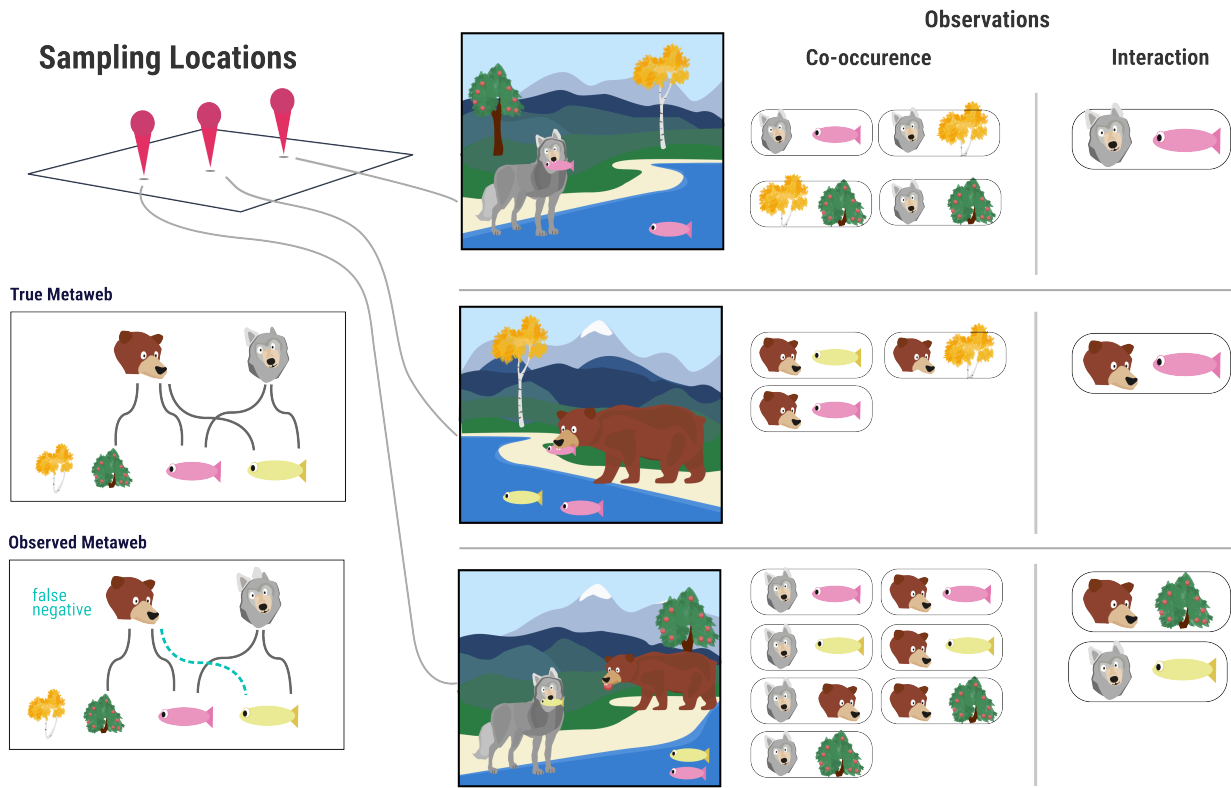 Observations
Sampling Locations
Co-occurence
Interaction
True Metaweb
Observed Metaweb
false
negative